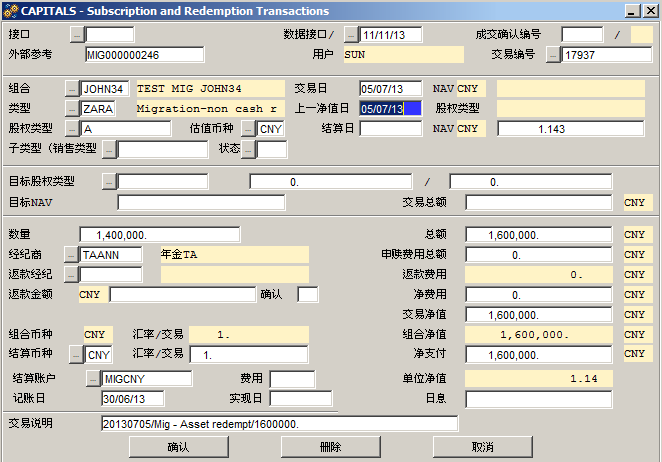 CAPITALS - Subscription and Redemption Transactions
接口 数据接口/ 11/11/13 成交确认编号 /
外部参考 MIG000000246 用户 SUN 交易编号 17937
组合 JOHN34 TEST MIG JOHN34 交易日 05/07/13 NAV CNY
类型 ZARA Migration-non cash r 上一净值日 05/07/13 股权类型
股权类型 A 估值币种 CNY 结算日 NAV CNY 1.143
子类型（销售类型 状态
目标股权类型 0. / 0.
目标NAV 交易总额 CNY
数量 1,400,000. 总额 1,600,000. CNY
经纪商 TAANN 年金TA 申赎费用总额 0. CNY
返款经纪 返款费用 0. CNY
返款金额 CNY 确认 净费用 0. CNY
交易净值 1,600,000. CNY
组合币种 CNY 汇率/交易 1. 组合净值 1,600,000. CNY
结算币种 CNY 汇率/交易 1. 净支付 1,600,000. CNY
结算账户 MIGCNY 费用 单位净值 1.14
记账日 30/06/13 实现日 日息
交易说明 20130705/Mig - Asset redempt/1600000.
确认 删除 取消